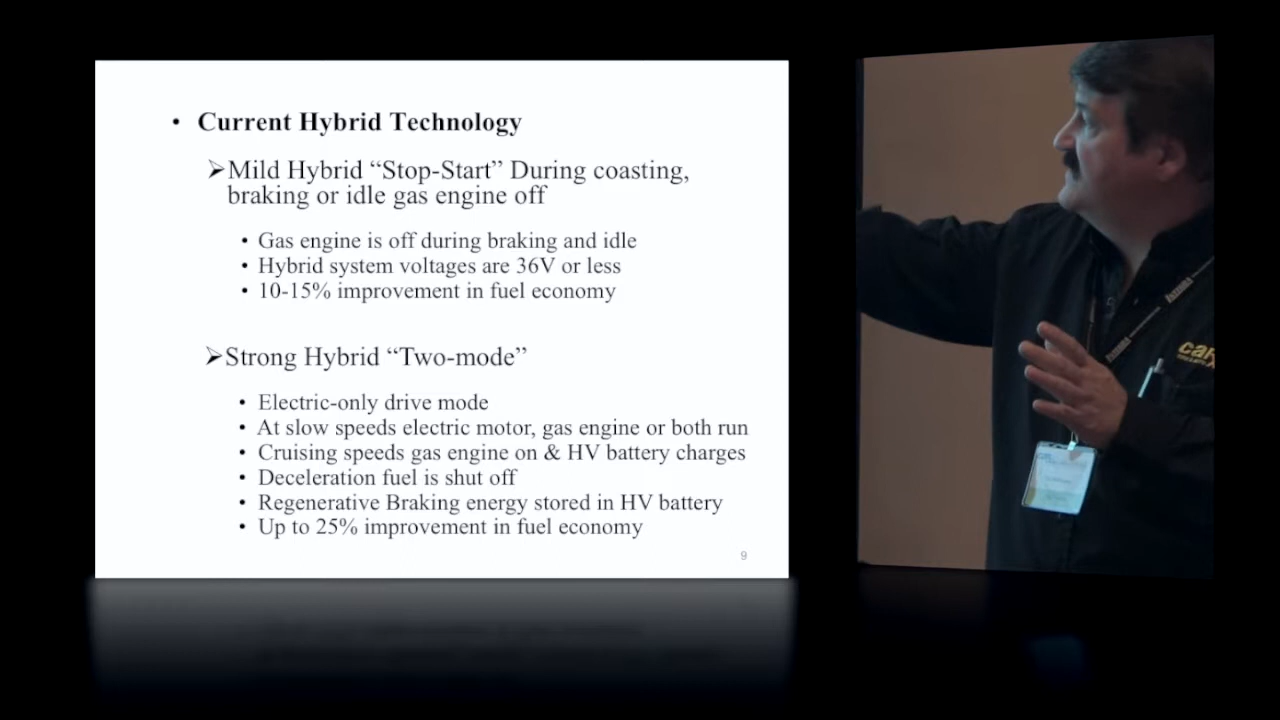 • Current Hybrid Technology
➢Mild Hybrid “Stop-Start” During coasting,
braking or idle gas engine off
• Gas engine is off during braking and idle
• Hybrid system voltages are 36V or less
• 10-15% improvement in fuel economy
➢Strong Hybrid “Two-mode”
• Electric-only drive mode
• At slow speeds electric motor, gas engine or both run
• Cruising speeds gas engine on & HV battery charges
• Deceleration fuel is shut off
• Regenerative Braking energy stored in HV battery
• Up to 25% improvement in fuel economy
9